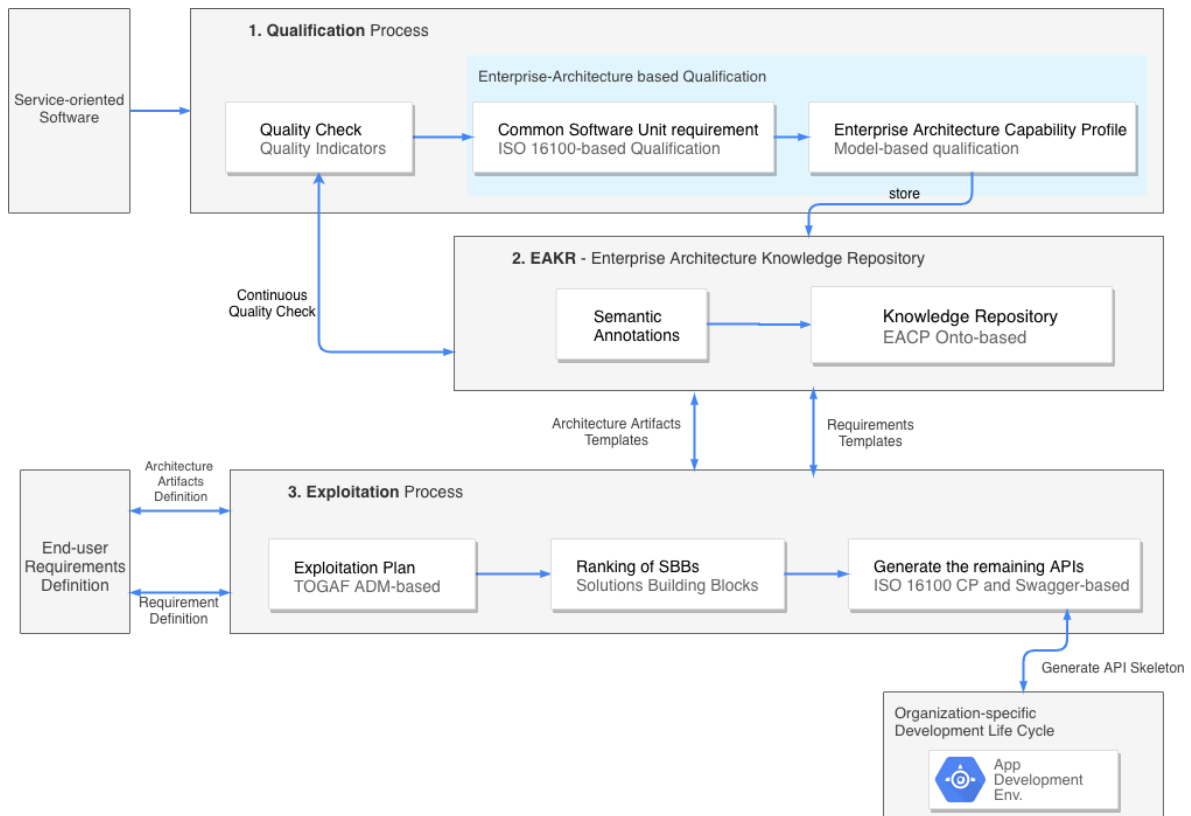 1. Qualification Process
Service-oriented
Software
Enterprise-Architecture based Qualification
Quality Check
Quality Indicators
Common Software Unit requirement
ISO 16100-based Qualification
Enterprise Architecture Capability Profile
Model-based qualification
store
2. EAKR - Enterprise Architecture Knowledge Repository
Continuous
Quality Check
Semantic
Annotations
Knowledge Repository
EACP Onto-based
Architecture Artifacts
Templates
Requirements
Templates
Architecture
Artifacts
Definition
3. Exploitation Process
End-user
Requirements
Definition
Exploitation Plan
TOGAF ADM-based
Ranking of SBBs
Solutions Building Blocks
Generate the remaining APIs
ISO 16100 CP and Swagger-based
Requirement
Definition
Generate API Skeleton
Organization-specific
Development Life Cycle
App
Development
Env.